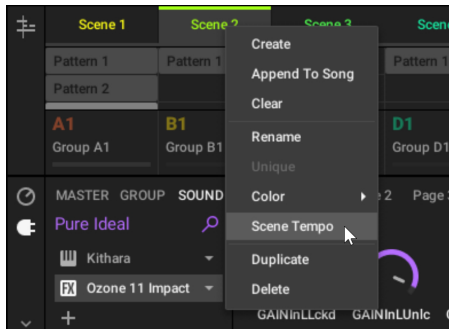 Scene 1
Scene 2
Scene 3
Scen
Pattern 1
Pattern 1
Pattern 1
Pattern 2
A1
B1
D1
Group A1
Group B1
Group D1
Create
Append To Song
Clear
Rename
Unique
Color
Scene Tempo
Duplicate
Delete
MASTER GROUP SOUND
2 Page
Pure Ideal
Kithara
FX Ozone 11 Impact
GAINInLLckd GAINInLUnlc